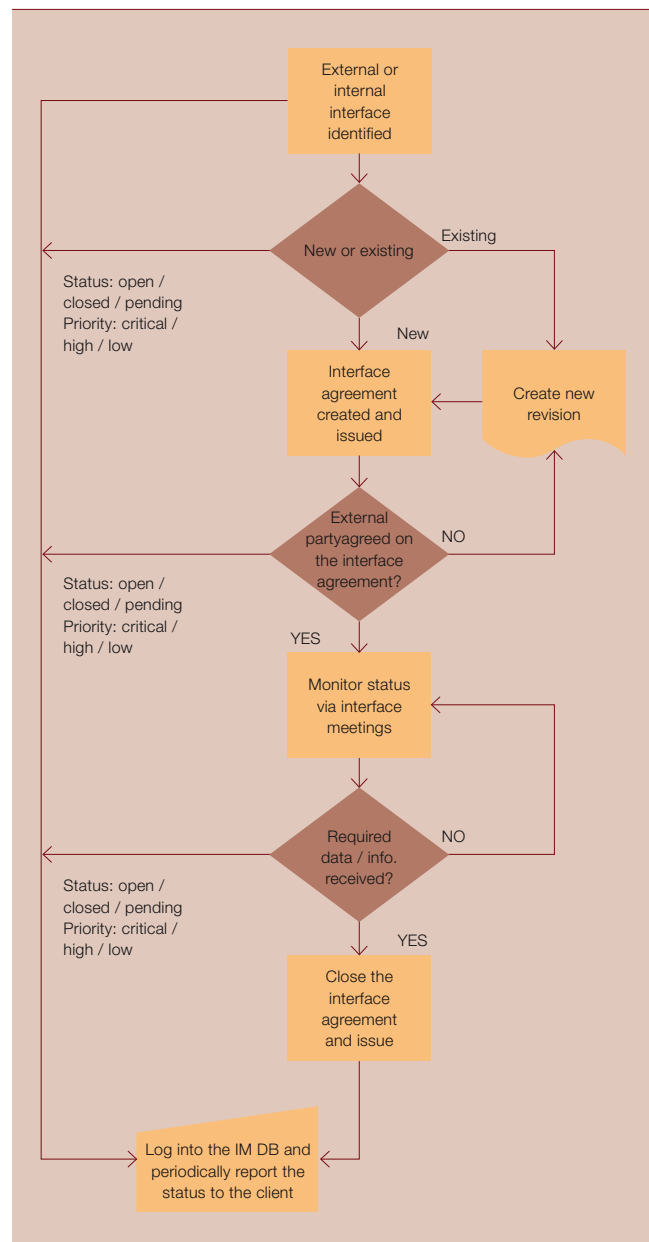 External or
internal
interface
identified
New or existing
Existing
Status: open /
closed / pending
Priority: critical /
high / low
New
Interface
agreement
created and
issued
Create new
revision
External
partyagreed on
the interface
agreement?
NO
Status: open /
closed / pending
Priority: critical /
high / low
YES
Monitor status
via interface
meetings
Required
data / info.
received?
NO
Status: open /
closed / pending
Priority: critical /
high / low
YES
Close the
interface
agreement
and issue
Log into the IM DB and
periodically report the
status to the client